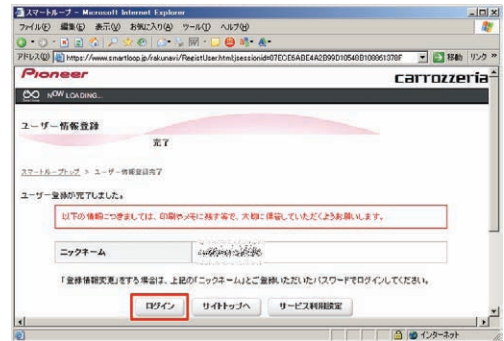 スマートループ - Microsoft Internet Explorer
ファイル(F) 編集(E) 表示(V) お気に入り(A) ツール(T) ヘルプ(H)
アドレス(D) 移動 リンク
Pioneer carrozzeria
NOW LOADING...
ユーザー情報登録
完了
スマートループトップ > ユーザー情報登録完了
ユーザー登録が完了しました。
以下の情報につきましては、印刷やメモに残す等で、大切に保管していただくようお願いします。
ニックネーム
「登録情報変更」をする場合は、上記の「ニックネーム」とご登録いただいたパスワードでログインしてください。
ログイン サイトトップへ サービス利用設定
インターネット